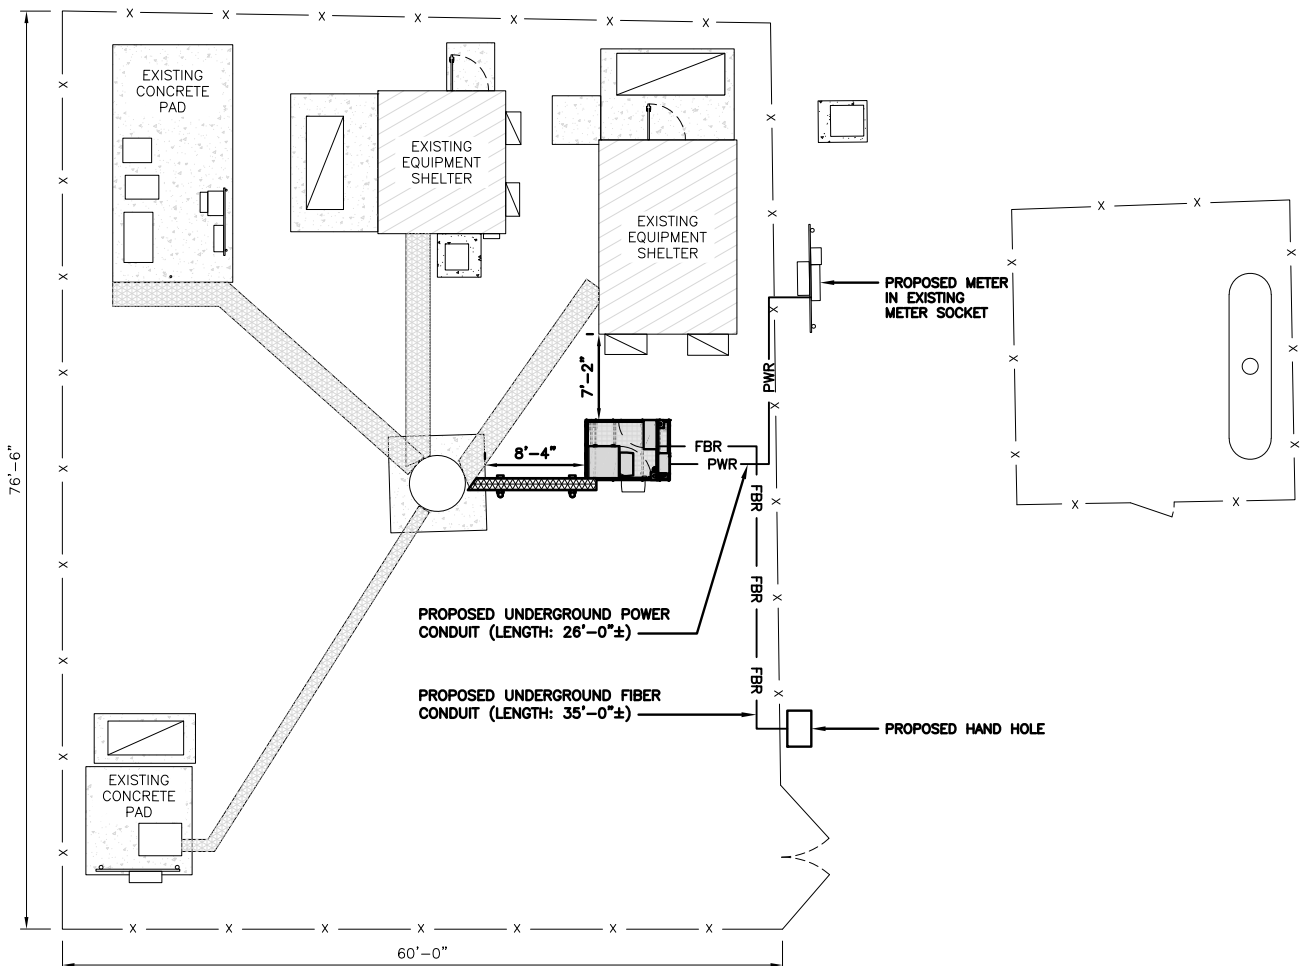 EXISTING
CONCRETE
PAD
EXISTING
EQUIPMENT
SHELTER
EXISTING
EQUIPMENT
SHELTER
PROPOSED METER
IN EXISTING
METER SOCKET
PWR
7'-2"
8'-4"
FBR
PWR
76'-6"
FBR
FBR
FBR
PROPOSED UNDERGROUND POWER
CONDUIT (LENGTH: 26'-0"±)
PROPOSED UNDERGROUND FIBER
CONDUIT (LENGTH: 35'-0"±)
PROPOSED HAND HOLE
EXISTING
CONCRETE
PAD
60'-0"